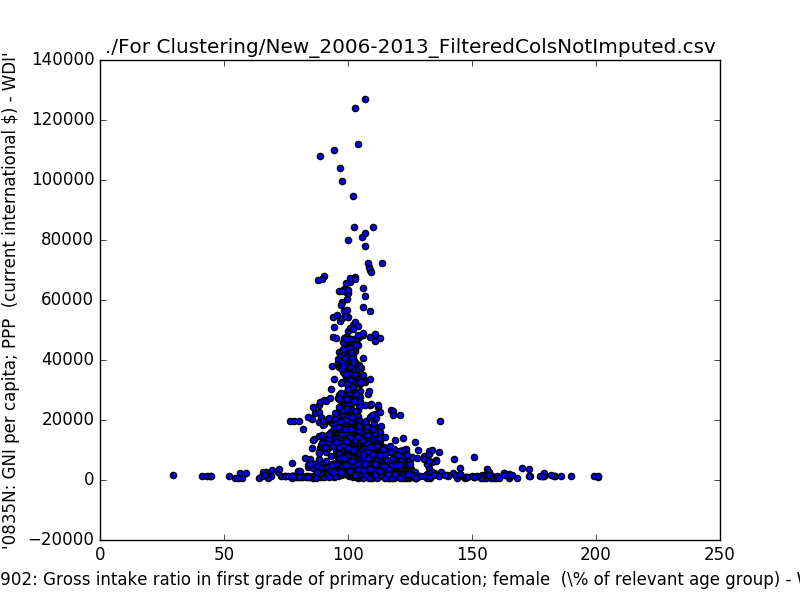 ./For Clustering/New_2006-2013_FilteredColsNotImputed.csv
'0835N: GNI per capita; PPP (current international $) - WDI'
140000
120000
100000
80000
60000
40000
20000
0
−20000
0 50 100 150 200 250
902: Gross intake ratio in first grade of primary education; female (\% of relevant age group) -